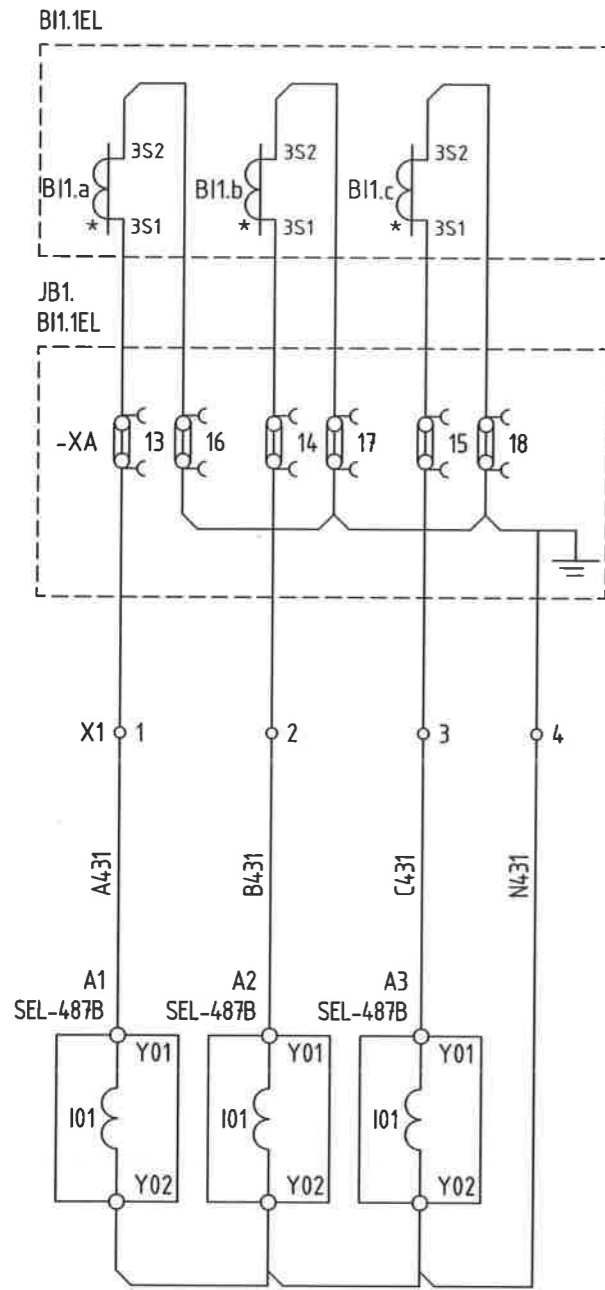 BI1.1EL
3S2
3S2
3S2
BI1.a
BI1.b
BI1.c
* 3S1
* 3S1
* 3S1
JB1.
BI1.1EL
-XA 13 16 14 17 15 18
X1 1 2 3 4
A431
B431
C431
N431
A1
SEL-487B
A2
SEL-487B
A3
SEL-487B
Y01
Y01
Y01
I01
I01
I01
Y02
Y02
Y02